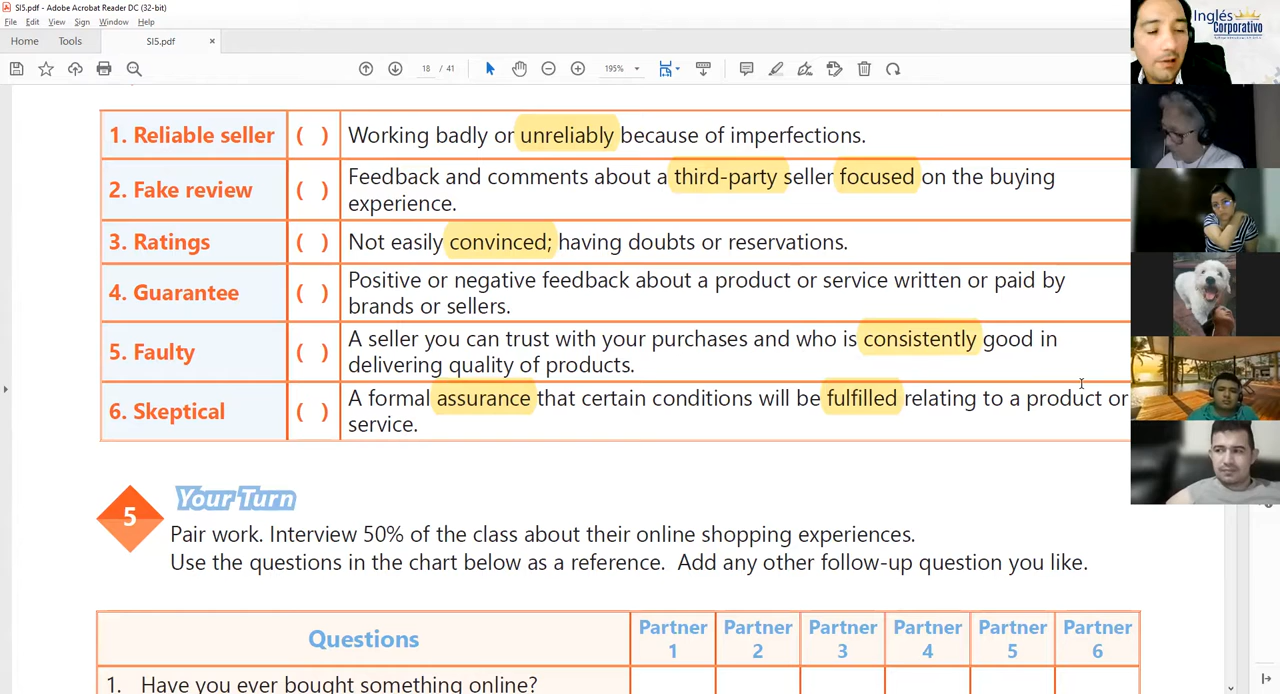 SI5.pdf - Adobe Acrobat Reader DC (32-bit)
File Edit View Sign Window Help
Home Tools SI5.pdf ×
18 / 41 195%
Inglés
Corporativo
1. Reliable seller ( ) Working badly or unreliably because of imperfections.
2. Fake review ( ) Feedback and comments about a third-party seller focused on the buying
experience.
3. Ratings ( ) Not easily convinced; having doubts or reservations.
4. Guarantee ( ) Positive or negative feedback about a product or service written or paid by
brands or sellers.
5. Faulty ( ) A seller you can trust with your purchases and who is consistently good in
delivering quality of products.
6. Skeptical ( ) A formal assurance that certain conditions will be fulfilled relating to a product or
service.
5 Your Turn
Pair work. Interview 50% of the class about their online shopping experiences.
Use the questions in the chart below as a reference. Add any other follow-up question you like.
Questions Partner 1 Partner 2 Partner 3 Partner 4 Partner 5 Partner 6
1. Have you ever bought something online?